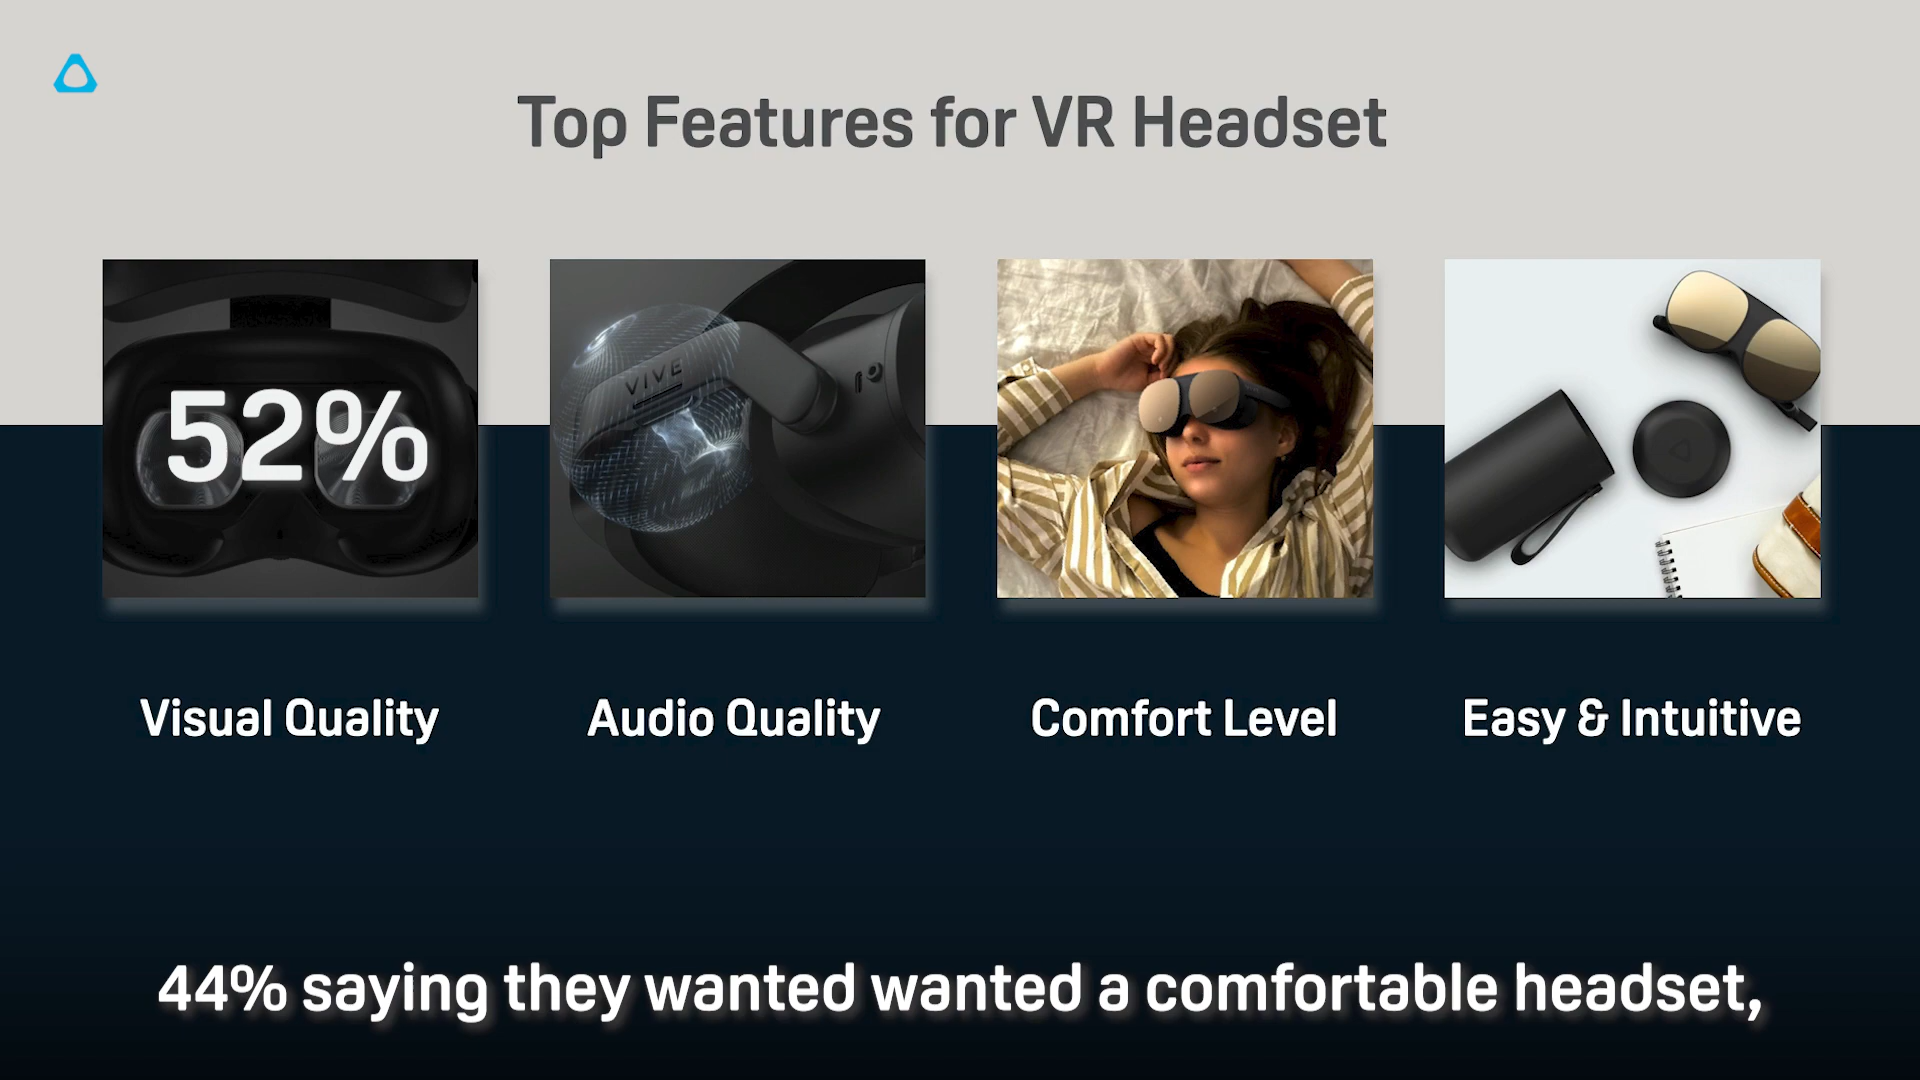 Top Features for VR Headset
52%
VIVE
Visual Quality
Audio Quality
Comfort Level
Easy & Intuitive
44% saying they wanted wanted a comfortable headset,